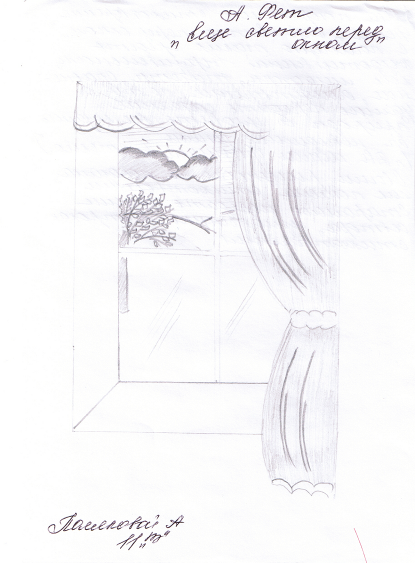 А. Фет
„Еще светло перед
окном"
А
11 „т"